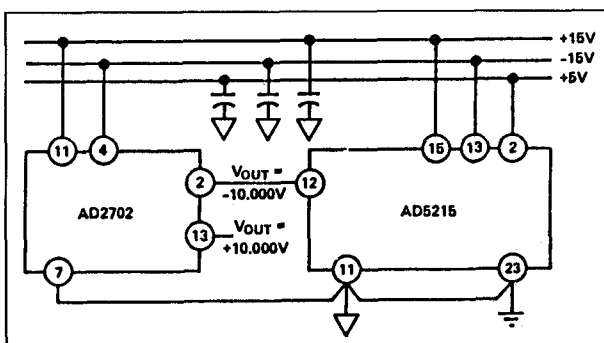 +15V
-15V
+5V
11
4
15
13
2
2
VOUT =
-10.000V
12
AD2702
AD5215
13
VOUT =
+10.000V
7
11
23